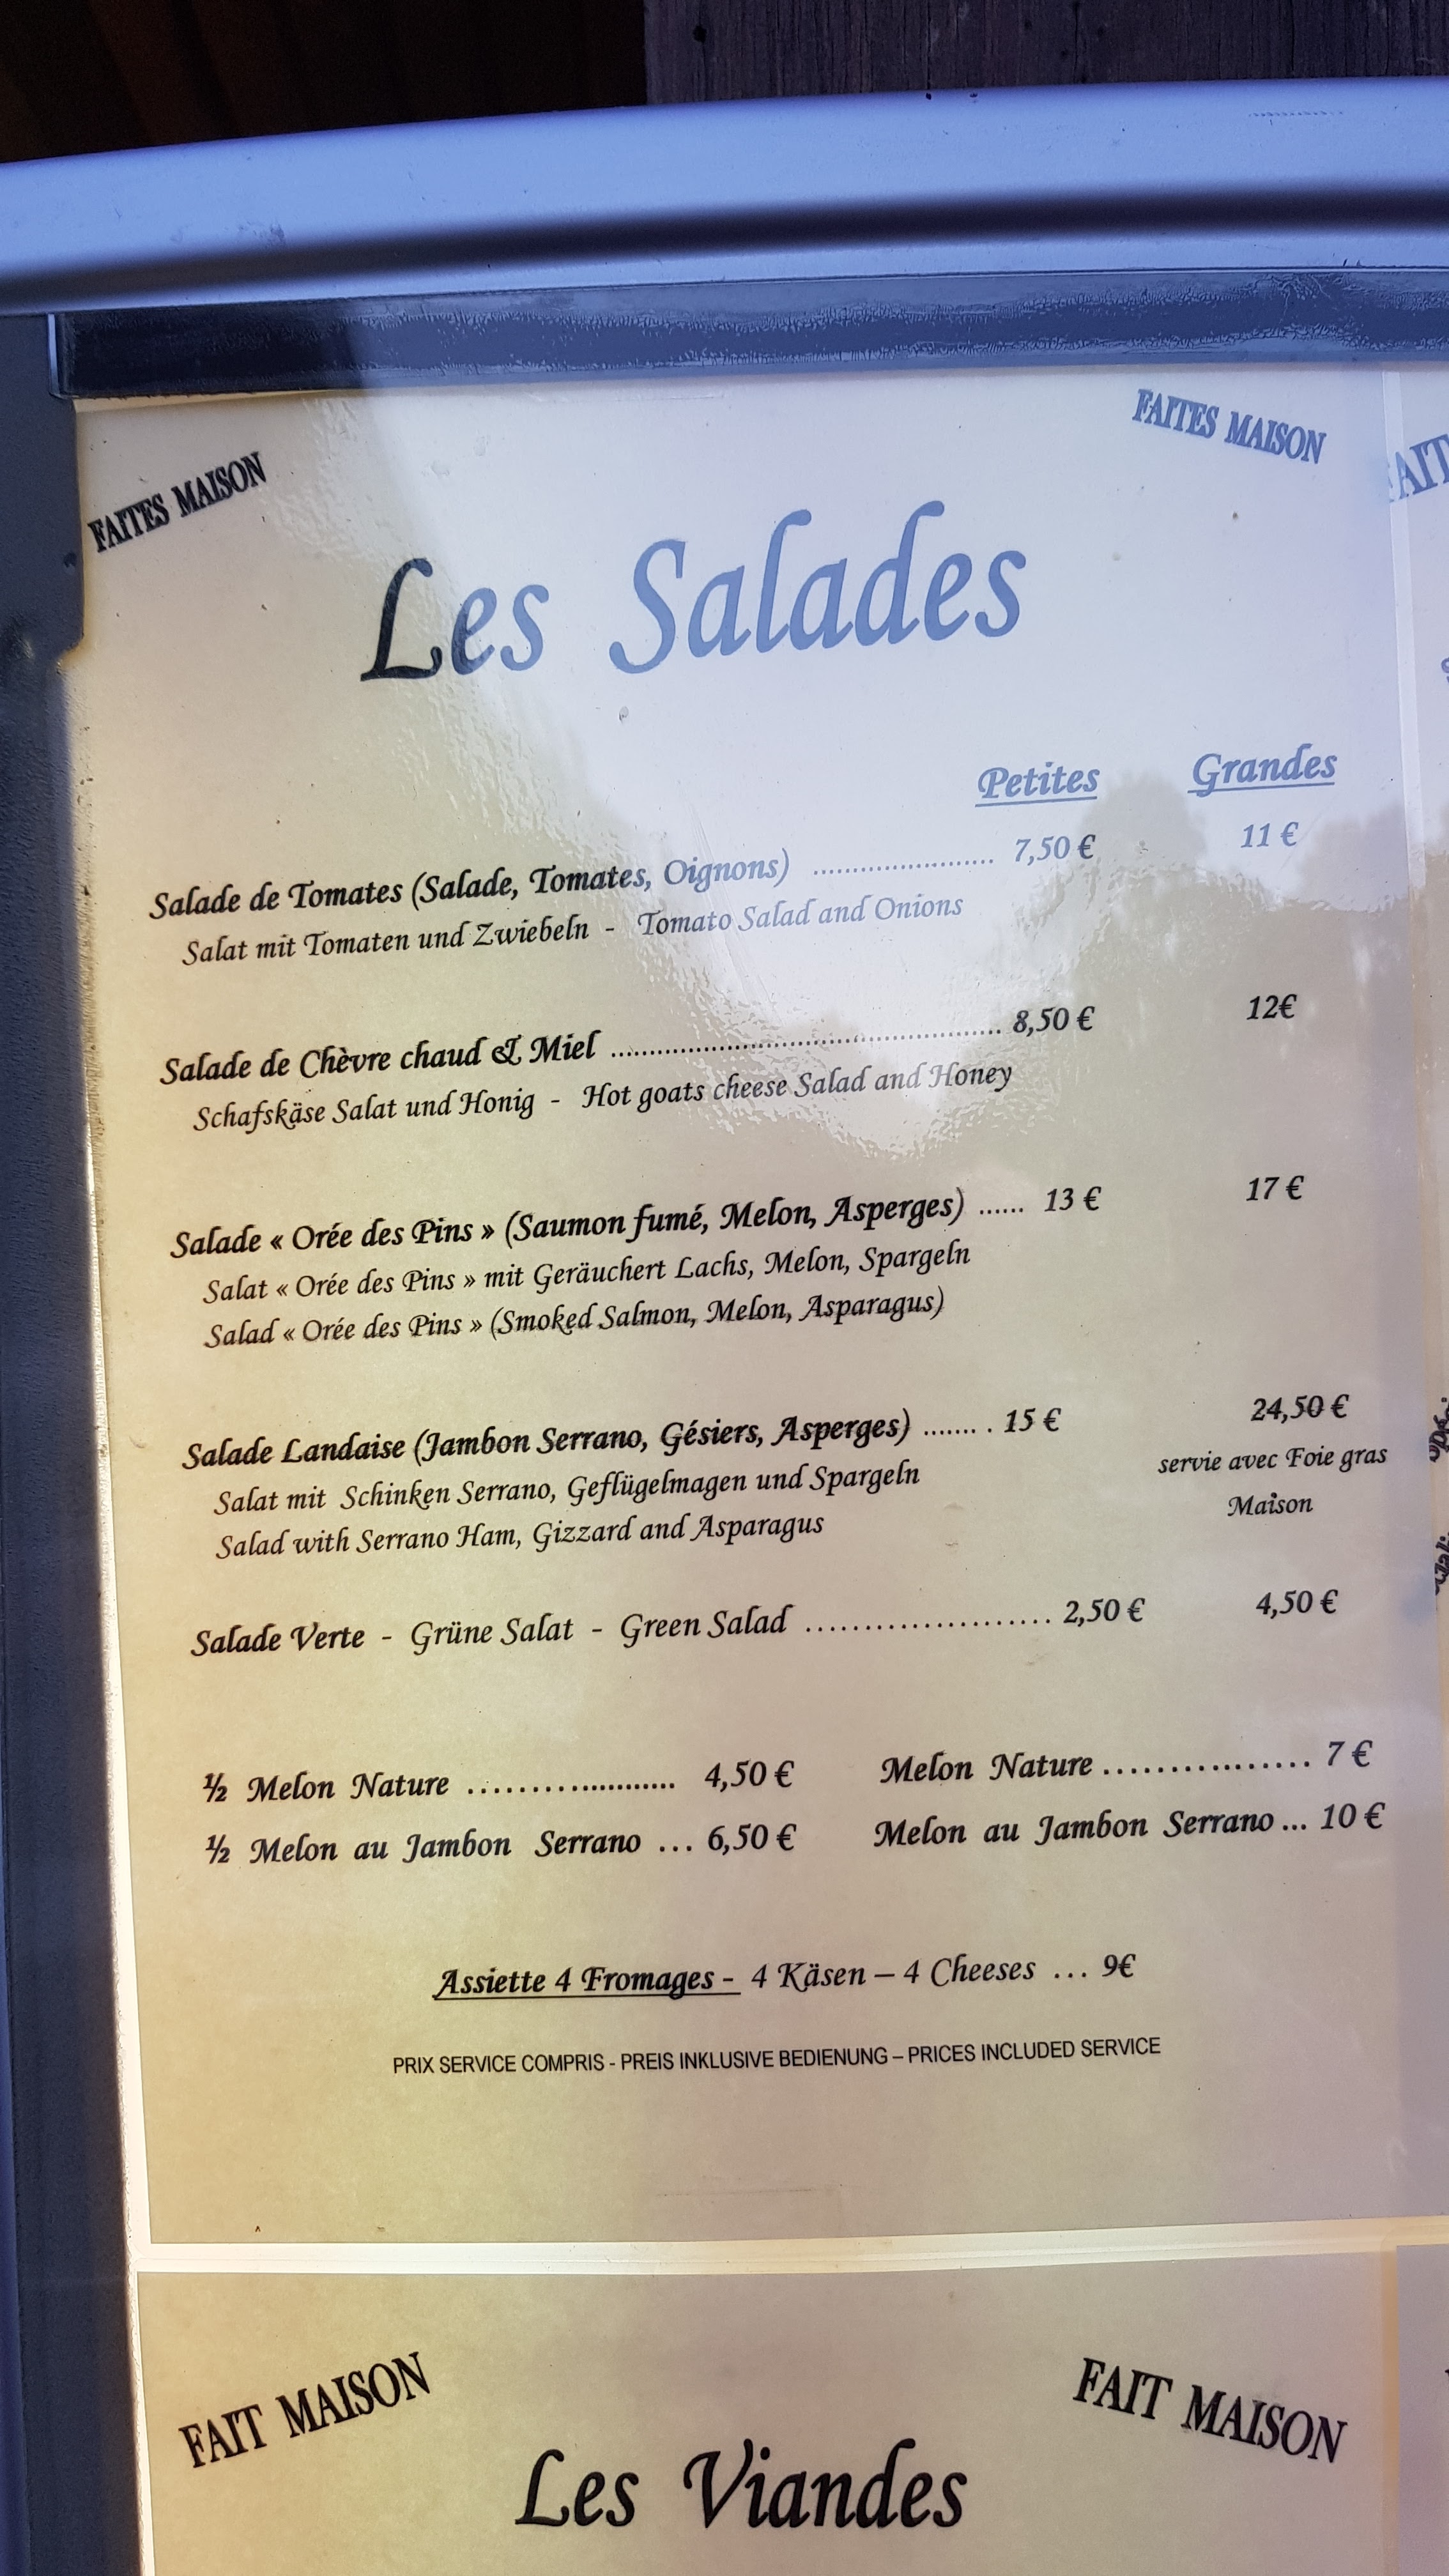 FAITES MAISON
FAITES MAISON
Les Salades
Petites Grandes
Salade de Tomates (Salade, Tomates, Oignons) ........................ 7,50 € 11 €
Salat mit Tomaten und Zwiebeln - Tomato Salad and Onions
Salade de Chèvre chaud & Miel .................................................... 8,50 € 12€
Schafskäse Salat und Honig - Hot goats cheese Salad and Honey
Salade « Orée des Pins » (Saumon fumé, Melon, Asperges) ...... 13 € 17 €
Salat « Orée des Pins » mit Geräuchert Lachs, Melon, Spargeln
Salad « Orée des Pins » (Smoked Salmon, Melon, Asparagus)
Salade Landaise (Jambon Serrano, Gésiers, Asperges) ....... . 15 € 24,50 €
servie avec Foie gras
Salat mit Schinken Serrano, Geflügelmagen und Spargeln
Maison
Salad with Serrano Ham, Gizzard and Asparagus
Salade Verte - Grüne Salat - Green Salad ......................... 2,50 € 4,50 €
½ Melon Nature ....................... 4,50 € Melon Nature ..................... 7 €
½ Melon au Jambon Serrano ... 6,50 € Melon au Jambon Serrano ... 10 €
Assiette 4 Fromages - 4 Käsen – 4 Cheeses ... 9€
PRIX SERVICE COMPRIS - PREIS INKLUSIVE BEDIENUNG – PRICES INCLUDED SERVICE
FAIT MAISON
FAIT MAISON
Les Viandes